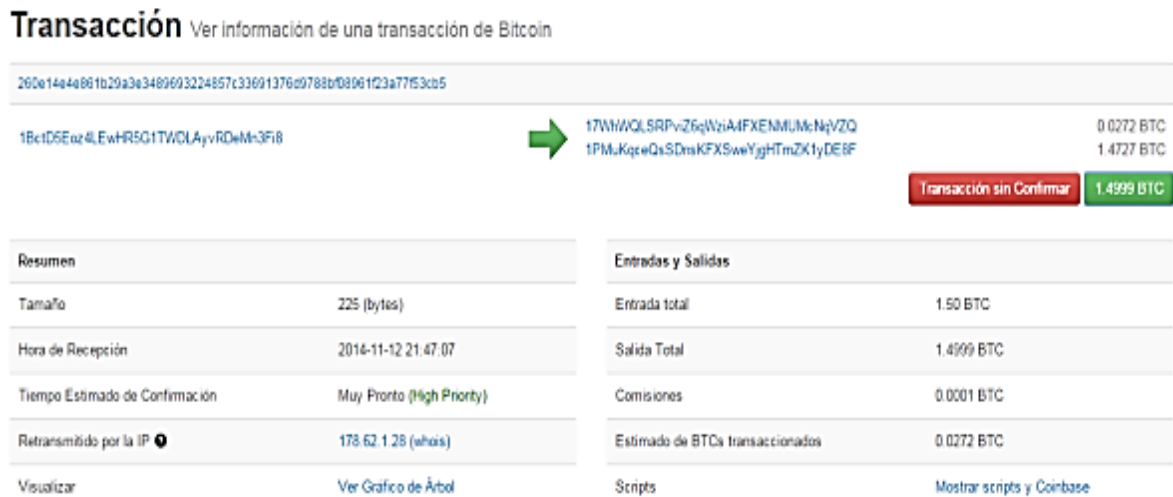 Transacción Ver información de una transacción de Bitcoin
260e14e4e861b29a3e3489693224857c33691376d9788bf08961f23a77f53cb5
1BctD5Eoz4LEwHR5G1TWDLAyvRDeMn3Fi8
17WhWQLSRPviZ6qWziA4FXENMUMcNqVZQ 0.0272 BTC
1PMuKqceQsSDnsKFXSweYjgHTmZK1yDE8F 1.4727 BTC
Transacción sin Confirmar 1.4999 BTC
Resumen
Tamaño 225 (bytes)
Hora de Recepción 2014-11-12 21:47:07
Tiempo Estimado de Confirmación Muy Pronto (High Priority)
Retransmitido por la IP 178.62.1.28 (whois)
Visualizar Ver Gráfico de Árbol
Entradas y Salidas
Entrada total 1.50 BTC
Salida Total 1.4999 BTC
Comisiones 0.0001 BTC
Estimado de BTCs transaccionados 0.0272 BTC
Scripts Mostrar scripts y Coinbase